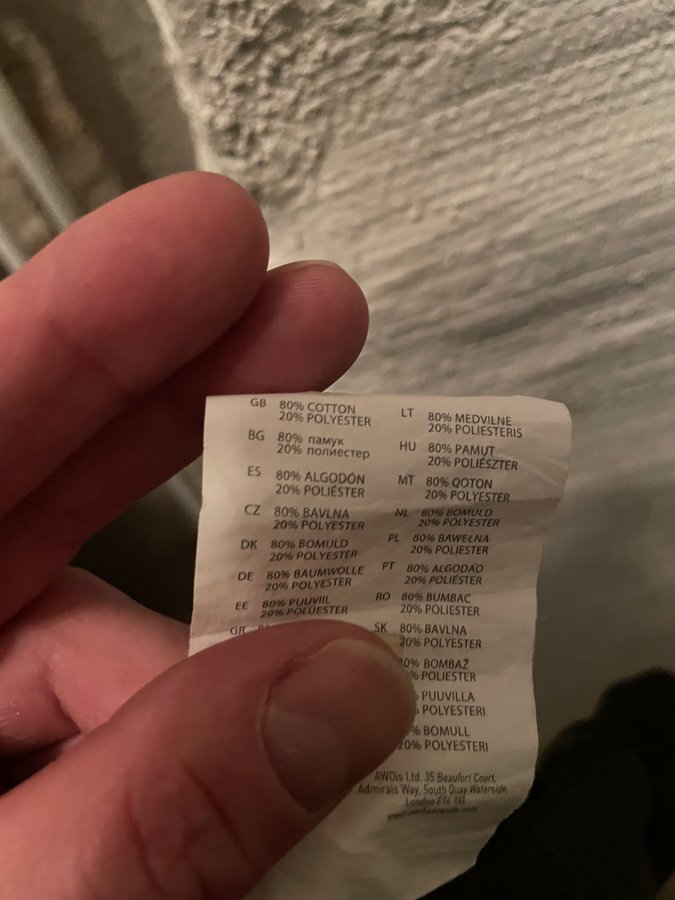 GB 80% COTTON
20% POLYESTER
BG 80% памук
20% полиестер
ES 80% ALGODÓN
20% POLIÉSTER
CZ 80% BAVLNA
20% POLYESTER
DK 80% BOMULD
20% POLYESTER
DE 80% BAUMWOLLE
20% POLYESTER
EE 80% PUUVIIL
20% POLÜESTER
GR
LT 80% MEDVILNĖ
20% POLIESTERIS
HU 80% PAMUT
20% POLIÉSZTER
MT 80% QOTON
20% POLYESTER
NL 80% BOMULD
20% POLYESTER
PL 80% BAWEŁNA
20% POLIESTER
PT 80% ALGODAO
20% POLIÉSTER
RO 80% BUMBAC
20% POLIESTER
SK 80% BAVLNA
20% POLYESTER
0% BOMBAŽ
% POLIESTER
PUUVILLA
% POLYESTERI
% BOMULL
20% POLYESTERI
AWDis Ltd. 35 Beaufort Court,
Admirals Way, South Quay Waterside,
London E14 9XL